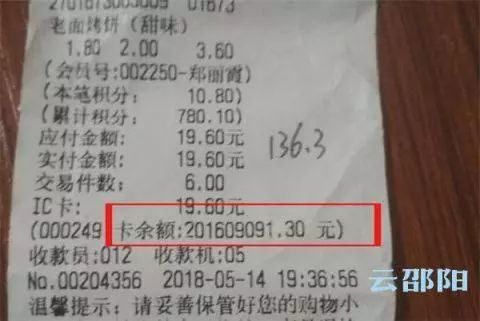 老面烤饼(甜味)
1.80 2.00 3.60
(会员号:002250-郑丽霞)
(本笔积分: 10.80)
(累计积分: 780.10)
应付金额: 19.60元
实付金额: 19.60元
136.3
交易件数: 6.00
IC卡: 19.60元
(000249 卡余额:201609091.30 元)
收款员:012 收款机:05
No.00204356 2018-05-14 19:36:56
温馨提示: 请妥善保管好您的购物小
云邵阳